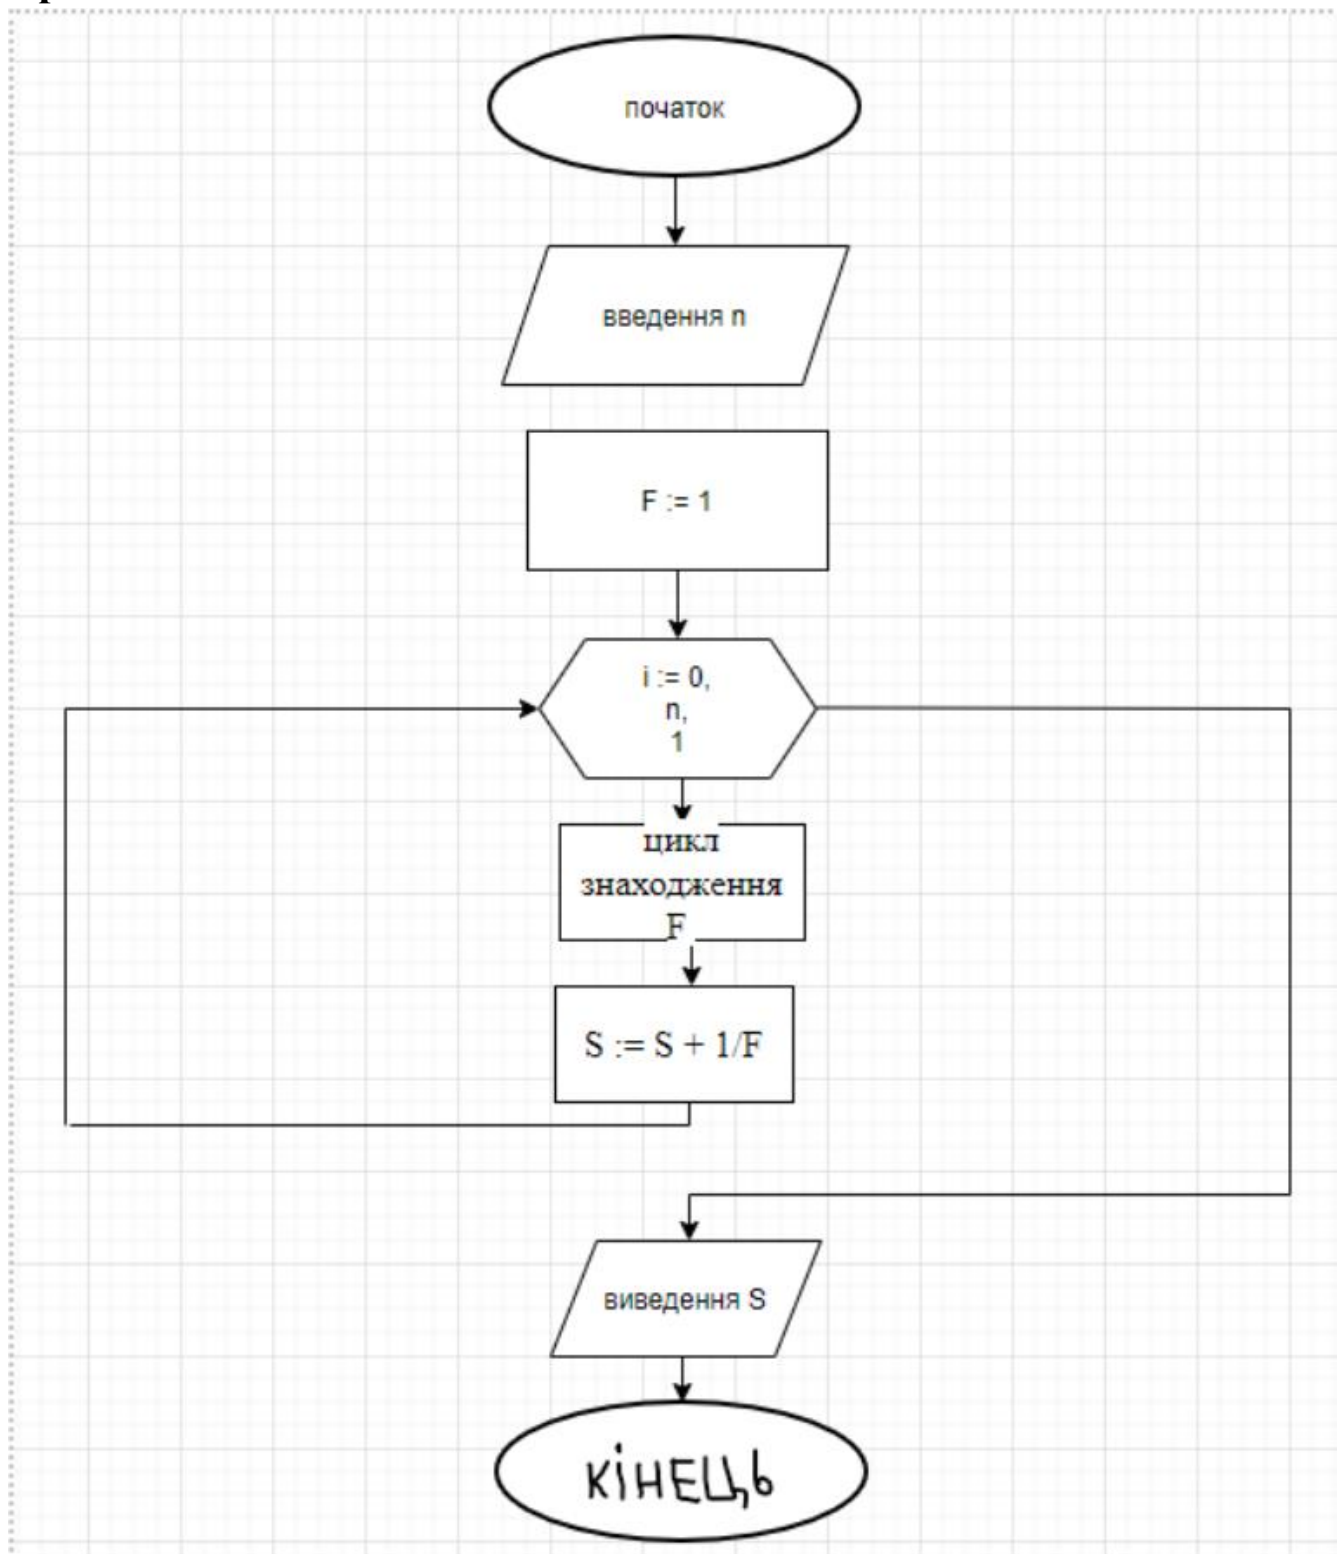 початок
введення n
F := 1
i := 0,
n,
1
цикл
знаходження
F
S := S + 1/F
виведення S
кінець